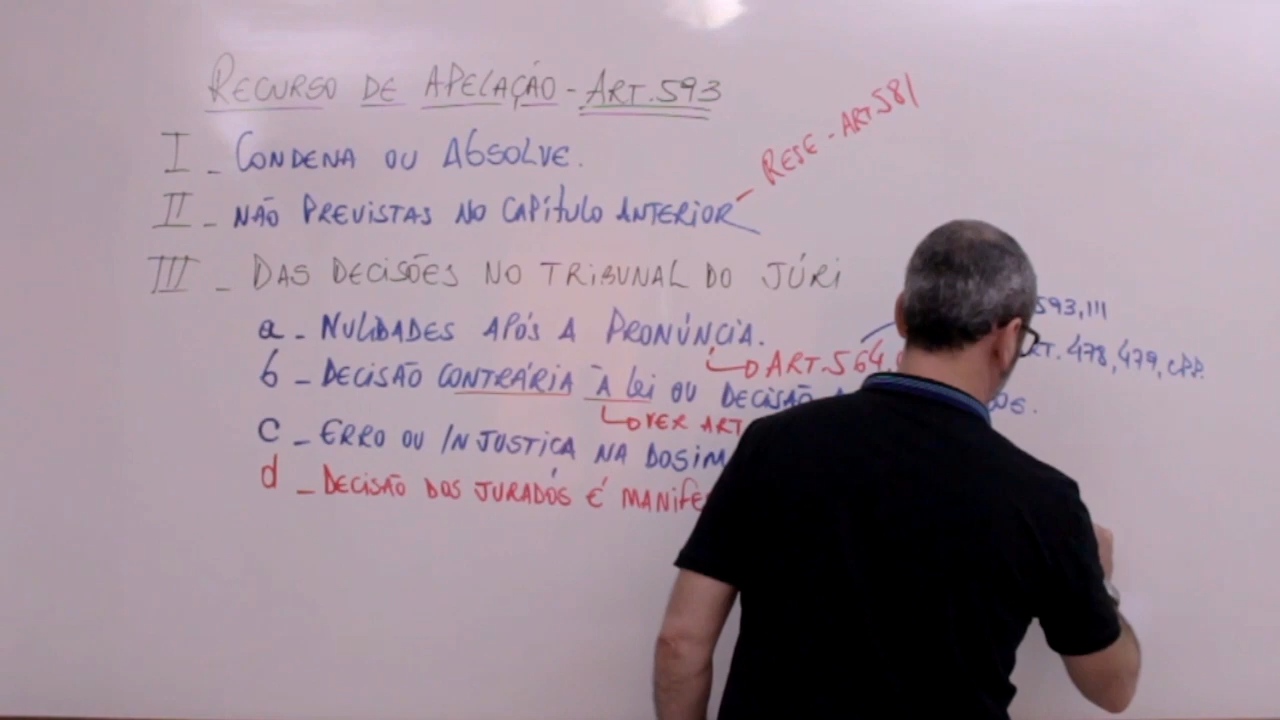 RECURSO DE APELAÇÃO - ART. 593
I - CONDENA OU ABSOLVE.
II - NÃO PREVISTAS NO CAPÍTULO ANTERIOR
RESE - ART. 581
III - DAS DECISÕES NO TRIBUNAL DO JÚRI
593, III
a - NULIDADES APÓS A PRONÚNCIA.
ART. 564,
478, 479, CPP.
b - DECISÃO CONTRÁRIA À Lei OU DECISÃO
VER ART
c - ERRO OU INJUSTIÇA NA
d - DECISÃO DOS JURADOS É